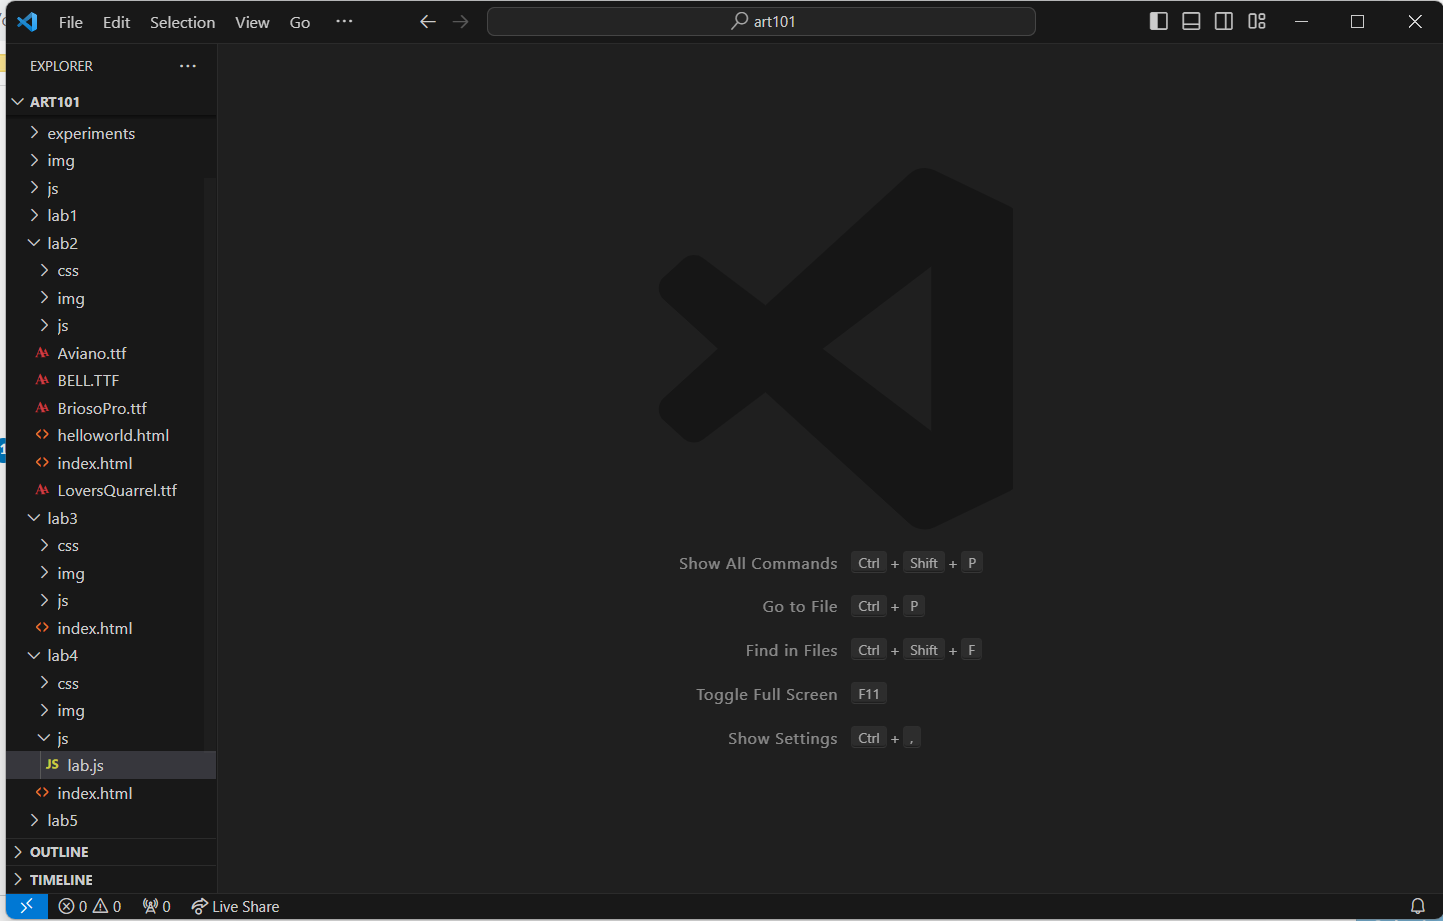 File Edit Selection View Go ···
art101
EXPLORER ···
ART101
experiments
img
js
lab1
lab2
css
img
js
Aviano.ttf
BELL.TTF
BriosoPro.ttf
helloworld.html
index.html
LoversQuarrel.ttf
lab3
css
img
js
index.html
lab4
css
img
js
JS lab.js
index.html
lab5
OUTLINE
TIMELINE
Show All Commands Ctrl + Shift + P
Go to File Ctrl + P
Find in Files Ctrl + Shift + F
Toggle Full Screen F11
Show Settings Ctrl + ,
0 0 0 Live Share